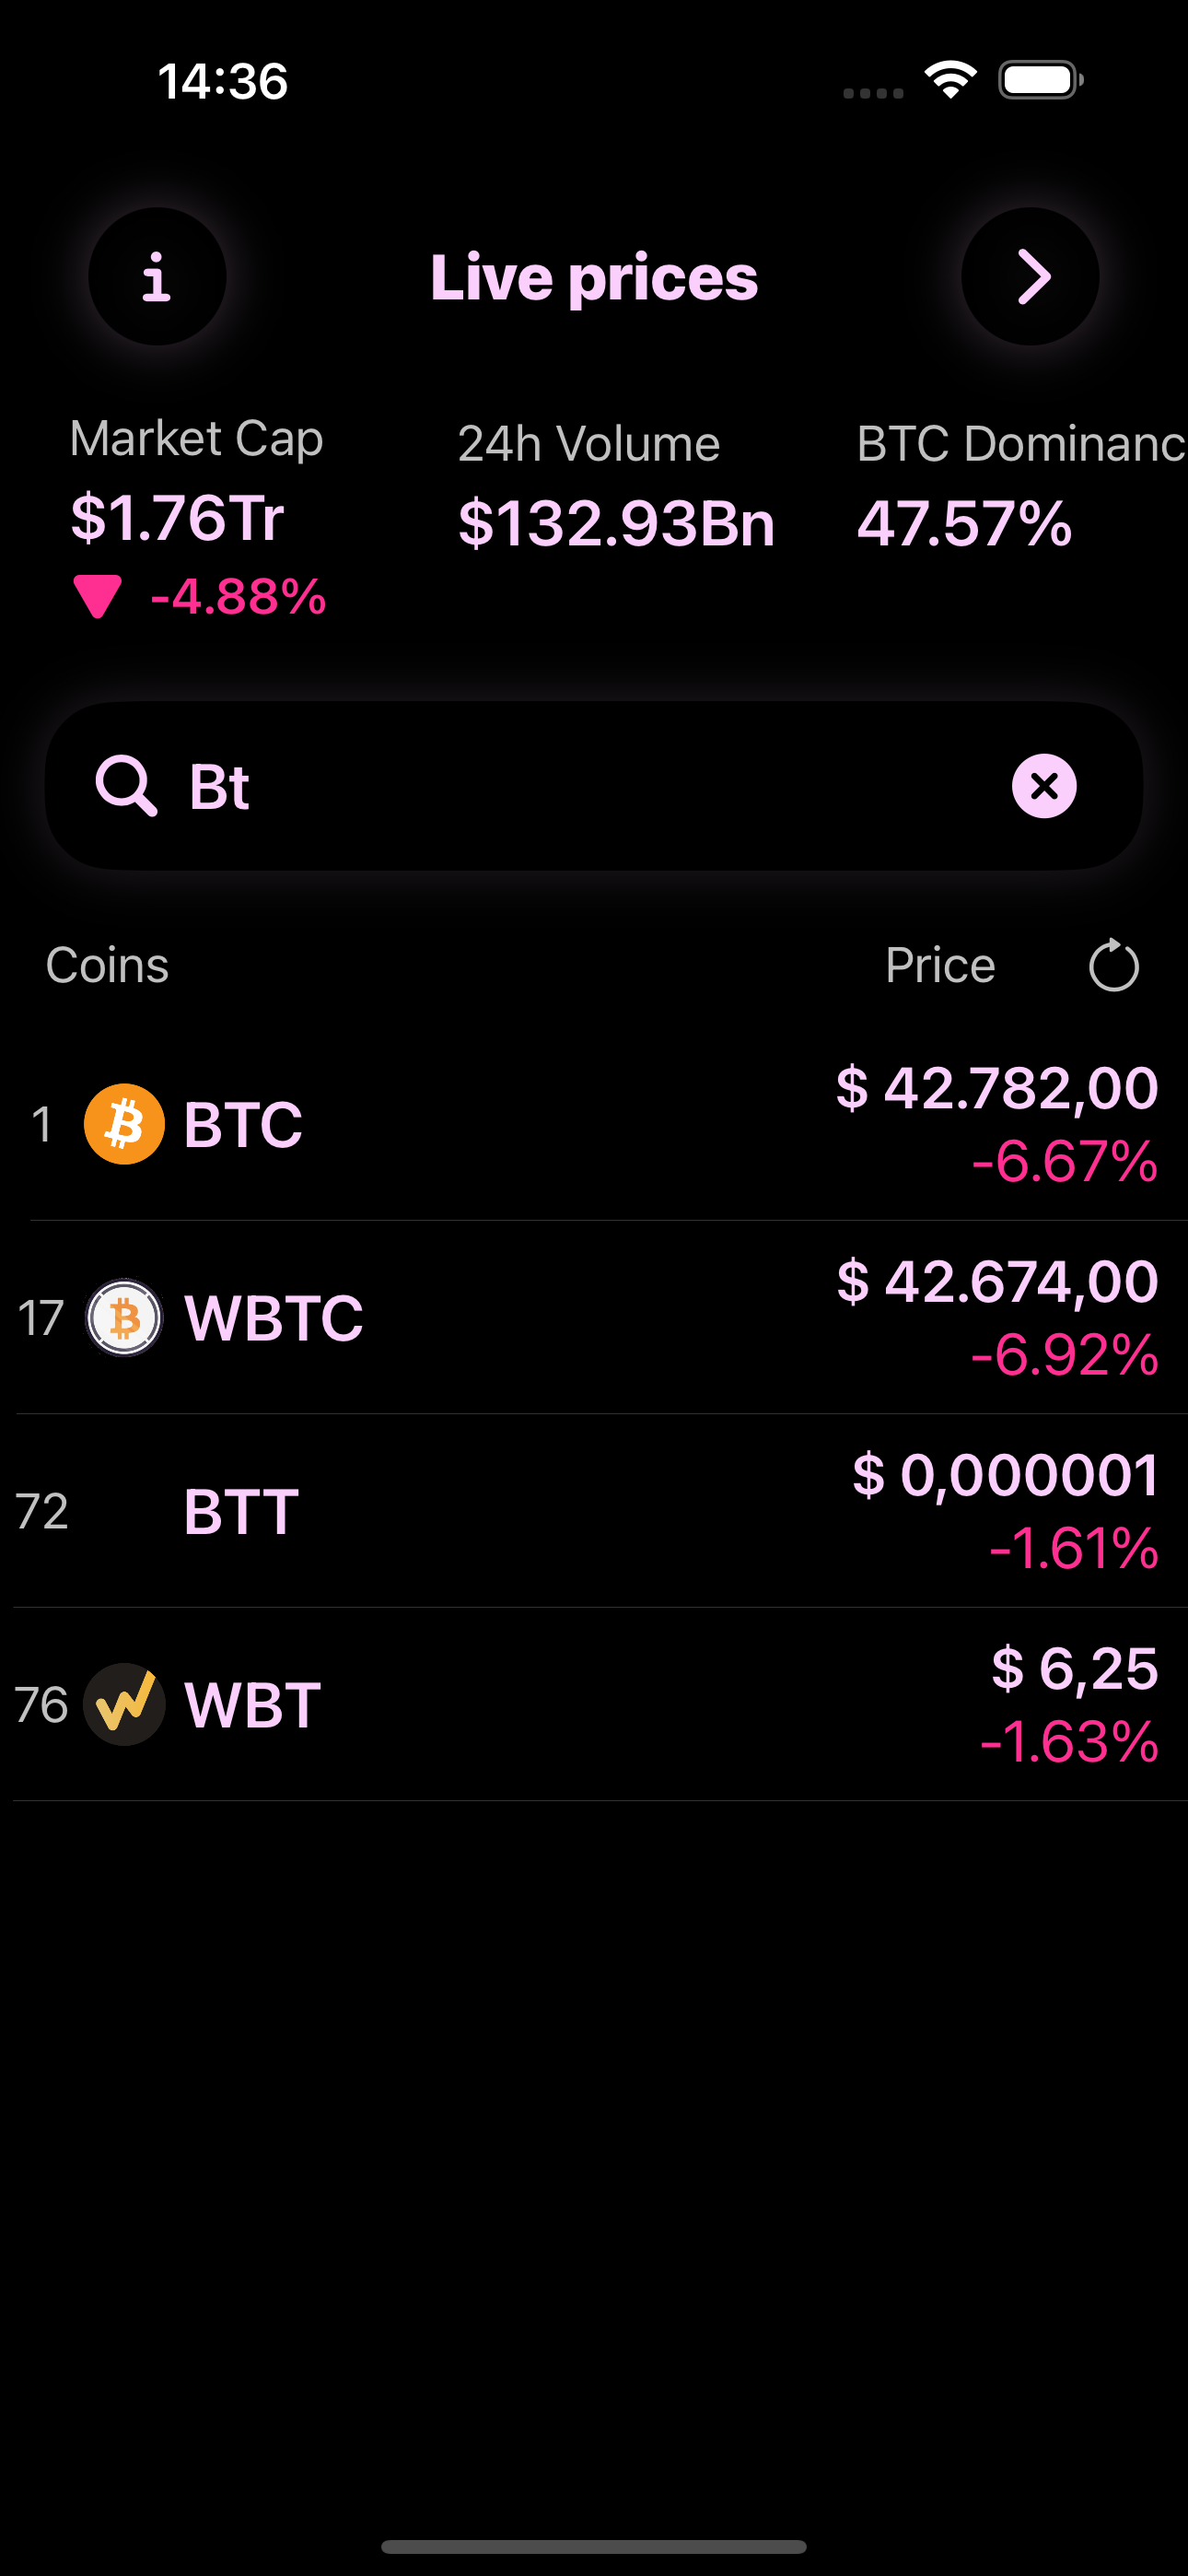 14:36
i
Live prices
Market Cap
24h Volume
BTC Dominanc
$1.76Tr
$132.93Bn
47.57%
-4.88%
Bt
Coins
Price
1 BTC $ 42.782,00
-6.67%
17 WBTC $ 42.674,00
-6.92%
72 BTT $ 0,000001
-1.61%
76 WBT $ 6,25
-1.63%